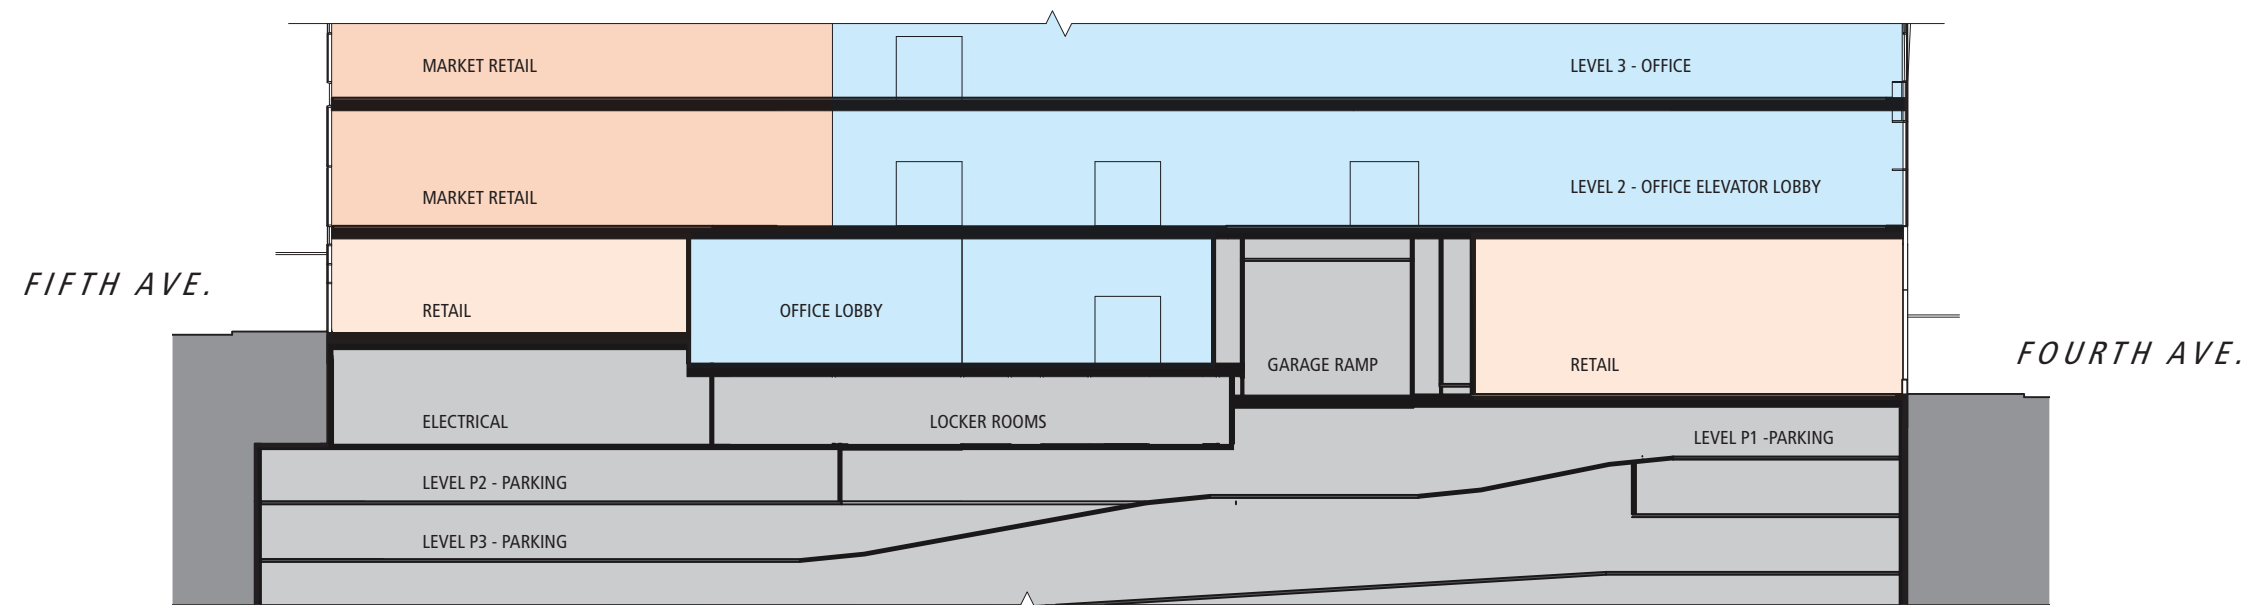 MARKET RETAIL
LEVEL 3 - OFFICE
MARKET RETAIL
LEVEL 2 - OFFICE ELEVATOR LOBBY
FIFTH AVE.
RETAIL
OFFICE LOBBY
GARAGE RAMP
RETAIL
FOURTH AVE.
ELECTRICAL
LOCKER ROOMS
LEVEL P1 -PARKING
LEVEL P2 - PARKING
LEVEL P3 - PARKING